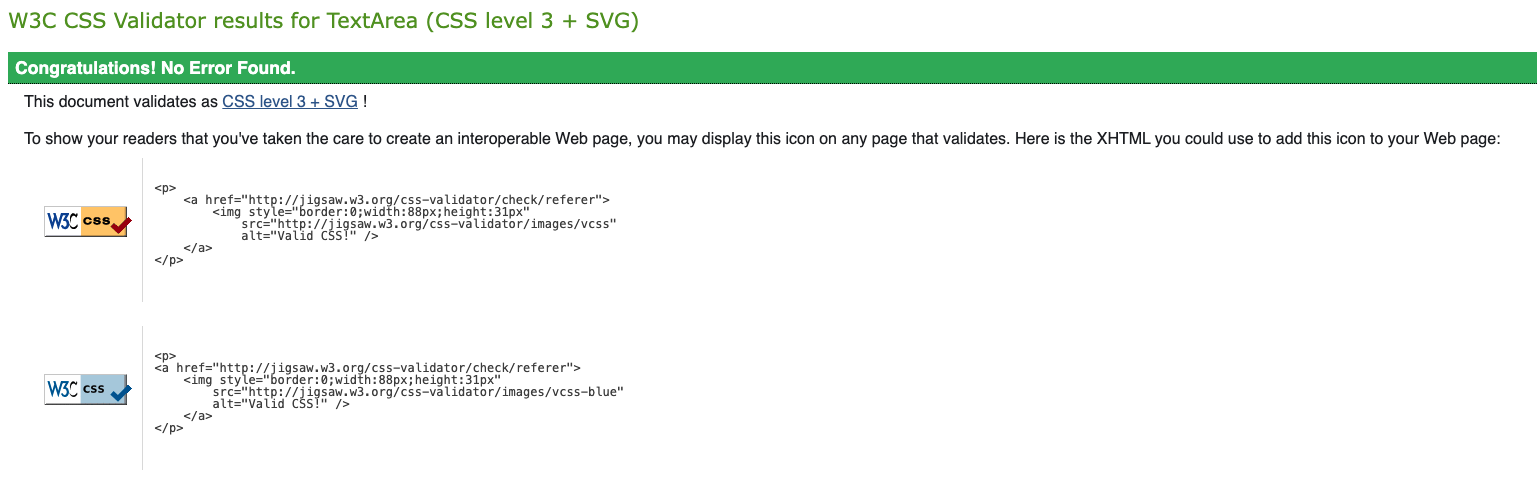 W3C CSS Validator results for TextArea (CSS level 3 + SVG)
Congratulations! No Error Found.
This document validates as CSS level 3 + SVG !
To show your readers that you've taken the care to create an interoperable Web page, you may display this icon on any page that validates. Here is the XHTML you could use to add this icon to your Web page:
W3C css
<p>
    <a href="http://jigsaw.w3.org/css-validator/check/referer">
        <img style="border:0;width:88px;height:31px"
            src="http://jigsaw.w3.org/css-validator/images/vcss"
            alt="Valid CSS!" />
    </a>
</p>
W3C css
<p>
<a href="http://jigsaw.w3.org/css-validator/check/referer">
    <img style="border:0;width:88px;height:31px"
        src="http://jigsaw.w3.org/css-validator/images/vcss-blue"
        alt="Valid CSS!" />
    </a>
</p>